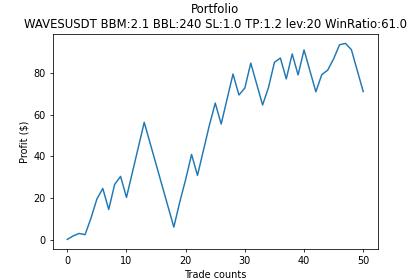 Portfolio
WAVESUSDT BBM:2.1 BBL:240 SL:1.0 TP:1.2 lev:20 WinRatio:61.0
80
60
40
20
0
Profit ($)
0 10 20 30 40 50
Trade counts